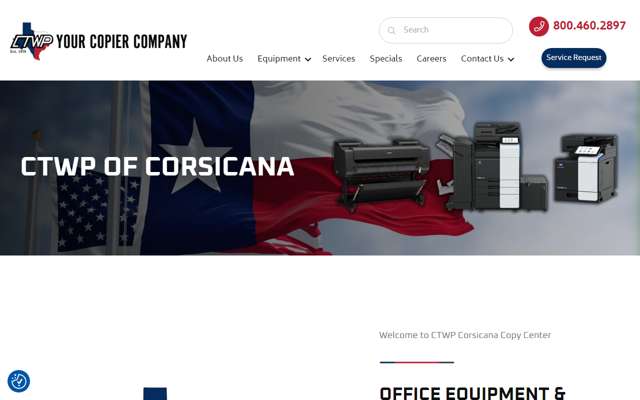 CTWP
Est. 1959
YOUR COPIER COMPANY
Search
800.460.2897
About Us
Equipment
Services
Specials
Careers
Contact Us
Service Request
CTWP OF CORSICANA
Welcome to CTWP Corsicana Copy Center
OFFICE EQUIPMENT &